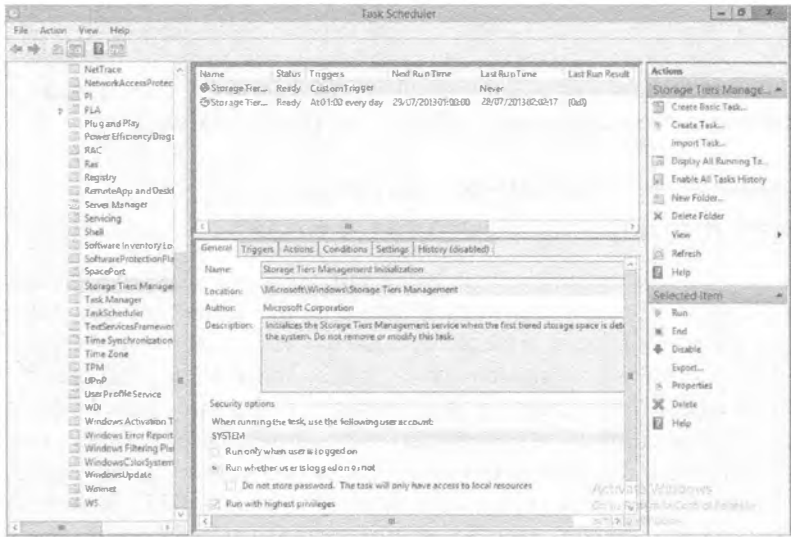 Task Scheduler
File Action View Help
NetTrace
NetworkAccessProtec
PI
PLA
Plug and Play
Power Efficiency Diagn
RAC
Ras
Registry
RemoteApp and Deskt
Server Manager
Servicing
Shell
Software Inventory Lo
SoftwareProtectionPla
SpacePort
Storage Tiers Manage
Task Manager
TaskScheduler
TextServicesFramewor
Time Synchronization
Time Zone
TPM
UPnP
User Profile Service
WDI
Windows Activation T
Windows Error Report
Windows Filtering Pla
WindowsColorSystem
WindowsUpdate
Wininet
WS
Name Status Triggers Next Run Time Last Run Time Last Run Result
Storage Tier... Ready Custom Trigger Never
Storage Tier... Ready At 01:00 every day 29/07/2013 01:00:00 28/07/2013 02:02:17 (0x0)
General Triggers Actions Conditions Settings History (disabled)
Name: Storage Tiers Management Initialization
Location: \Microsoft\Windows\Storage Tiers Management
Author: Microsoft Corporation
Description: Initializes the Storage Tiers Management service when the first tiered storage space is dete
the system. Do not remove or modify this task.
Security options
When running the task, use the following user account:
SYSTEM
Run only when user is logged on
Run whether user is logged on or not
Do not store password. The task will only have access to local resources
Run with highest privileges
Actions
Storage Tiers Manage...
Create Basic Task...
Create Task...
Import Task...
Display All Running Ta...
Enable All Tasks History
New Folder...
Delete Folder
View
Refresh
Help
Selected Item
Run
End
Disable
Export...
Properties
Delete
Help
Activate Windows